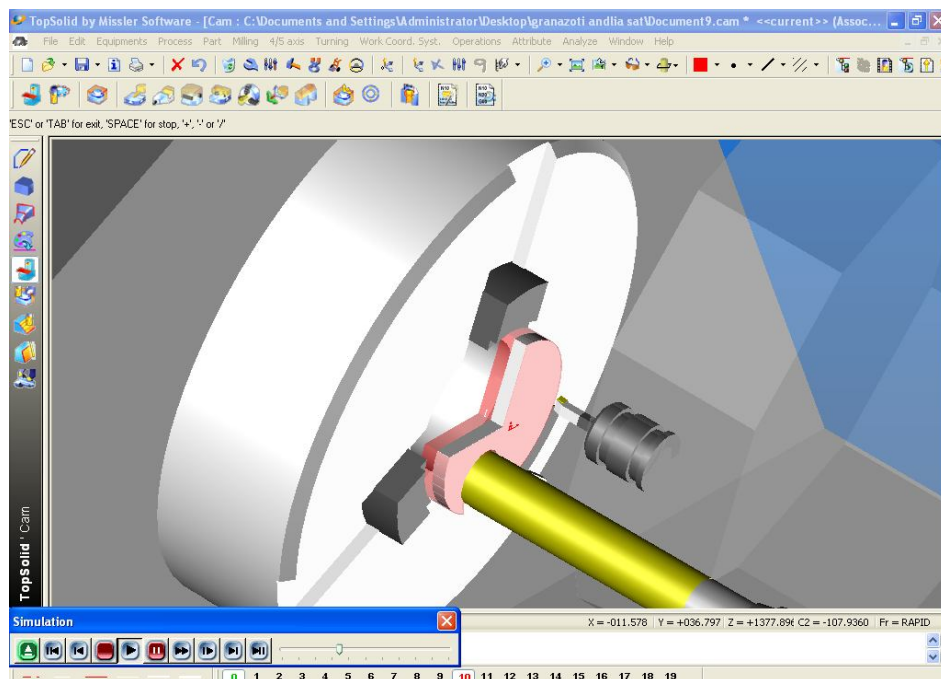 TopSolid by Missler Software - [Cam : C:\Documents and Settings\Administrator\Desktop\granazoti andlia sat\Document9.cam * <<current>> (Assoc...
File Edit Equipments Process Part Milling 4/5 axis Turning Work Coord. Syst. Operations Attribute Analyze Window Help
'ESC' or 'TAB' for exit, 'SPACE' for stop, '+', '-' or '/'
TopSolid'Cam
Simulation
X = -011.578 Y = +036.797 Z = +1377.896 C2 = -107.9360 Fr = RAPID
0 1 2 3 4 5 6 7 8 9 10 11 12 13 14 15 16 17 18 19